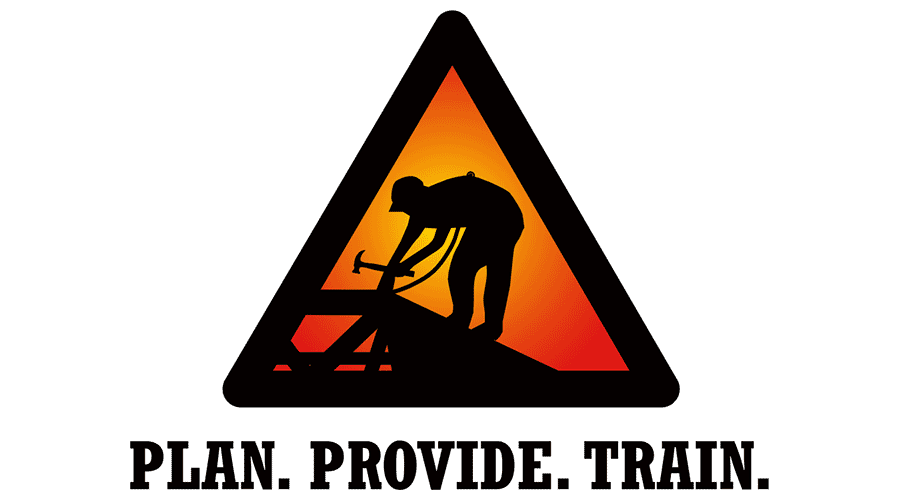 PLAN. PROVIDE. TRAIN.